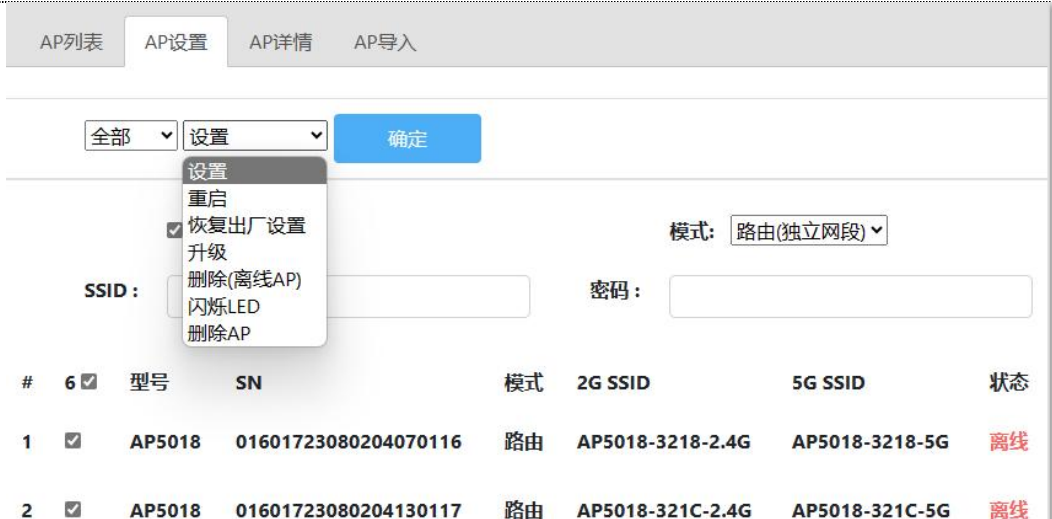 AP列表 AP设置 AP详情 AP导入
全部 设置 确定
设置
重启
恢复出厂设置
升级
删除(离线AP)
闪烁LED
删除AP
模式: 路由(独立网段)
SSID : 密码 :
# 6 型号 SN 模式 2G SSID 5G SSID 状态
1 AP5018 01601723080204070116 路由 AP5018-3218-2.4G AP5018-3218-5G 离线
2 AP5018 01601723080204130117 路由 AP5018-321C-2.4G AP5018-321C-5G 离线